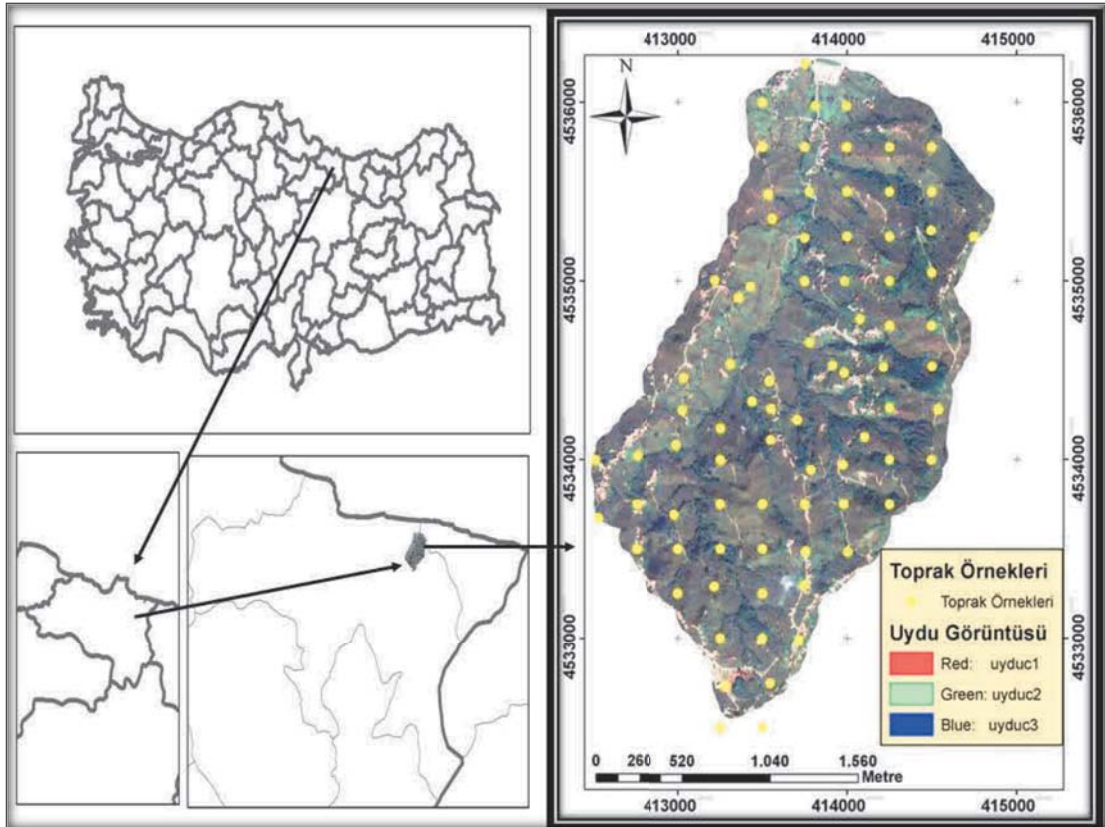 413000 414000 415000
N
4536000 4536000
4535000 4535000
4534000 4534000
4533000 4533000
Toprak Örnekleri
Toprak Örnekleri
Uydu Görüntüsü
Red: uyduc1
Green: uyduc2
Blue: uyduc3
0 260 520 1.040 1.560
Metre
413000 414000 415000